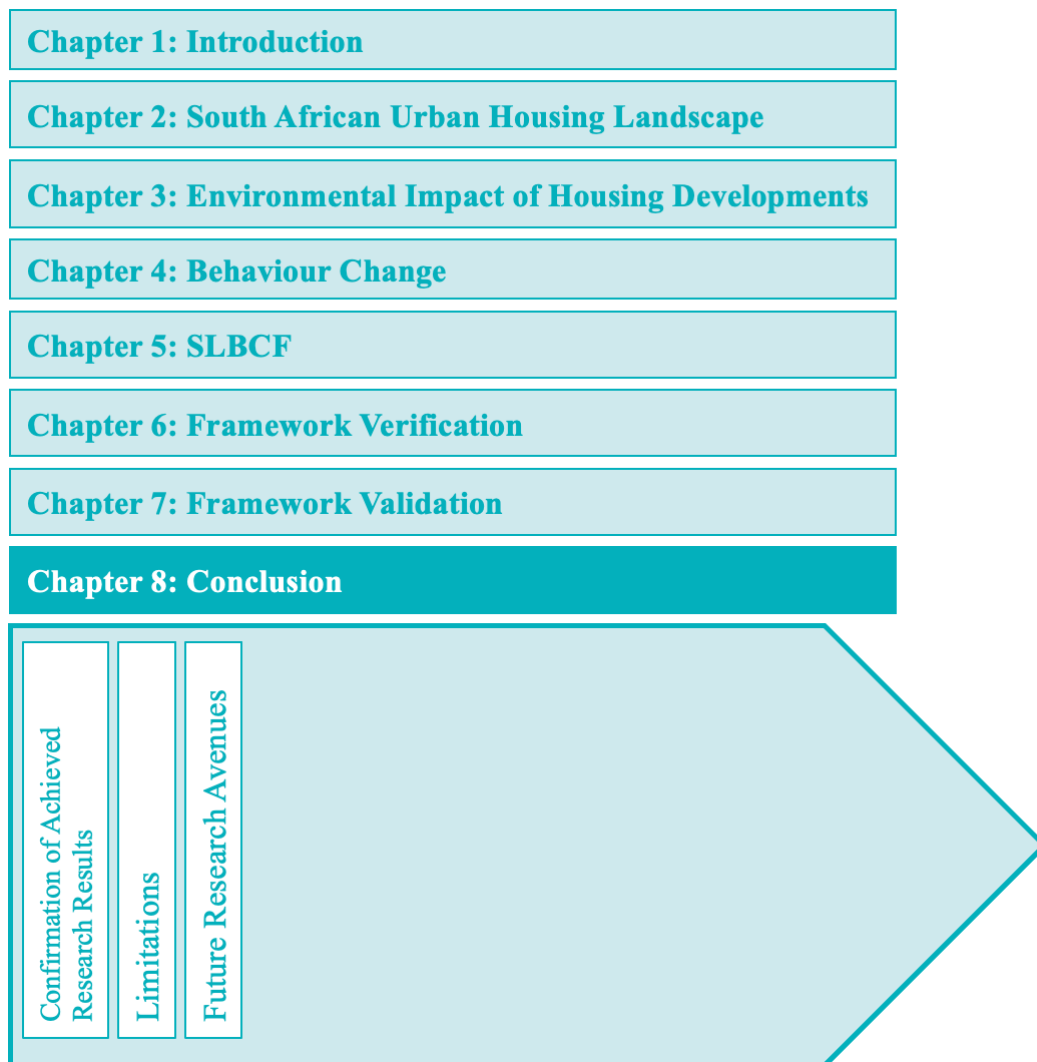 Chapter 1: Introduction
Chapter 2: South African Urban Housing Landscape
Chapter 3: Environmental Impact of Housing Developments
Chapter 4: Behaviour Change
Chapter 5: SLBCF
Chapter 6: Framework Verification
Chapter 7: Framework Validation
Chapter 8: Conclusion
Confirmation of Achieved
Research Results
Limitations
Future Research Avenues